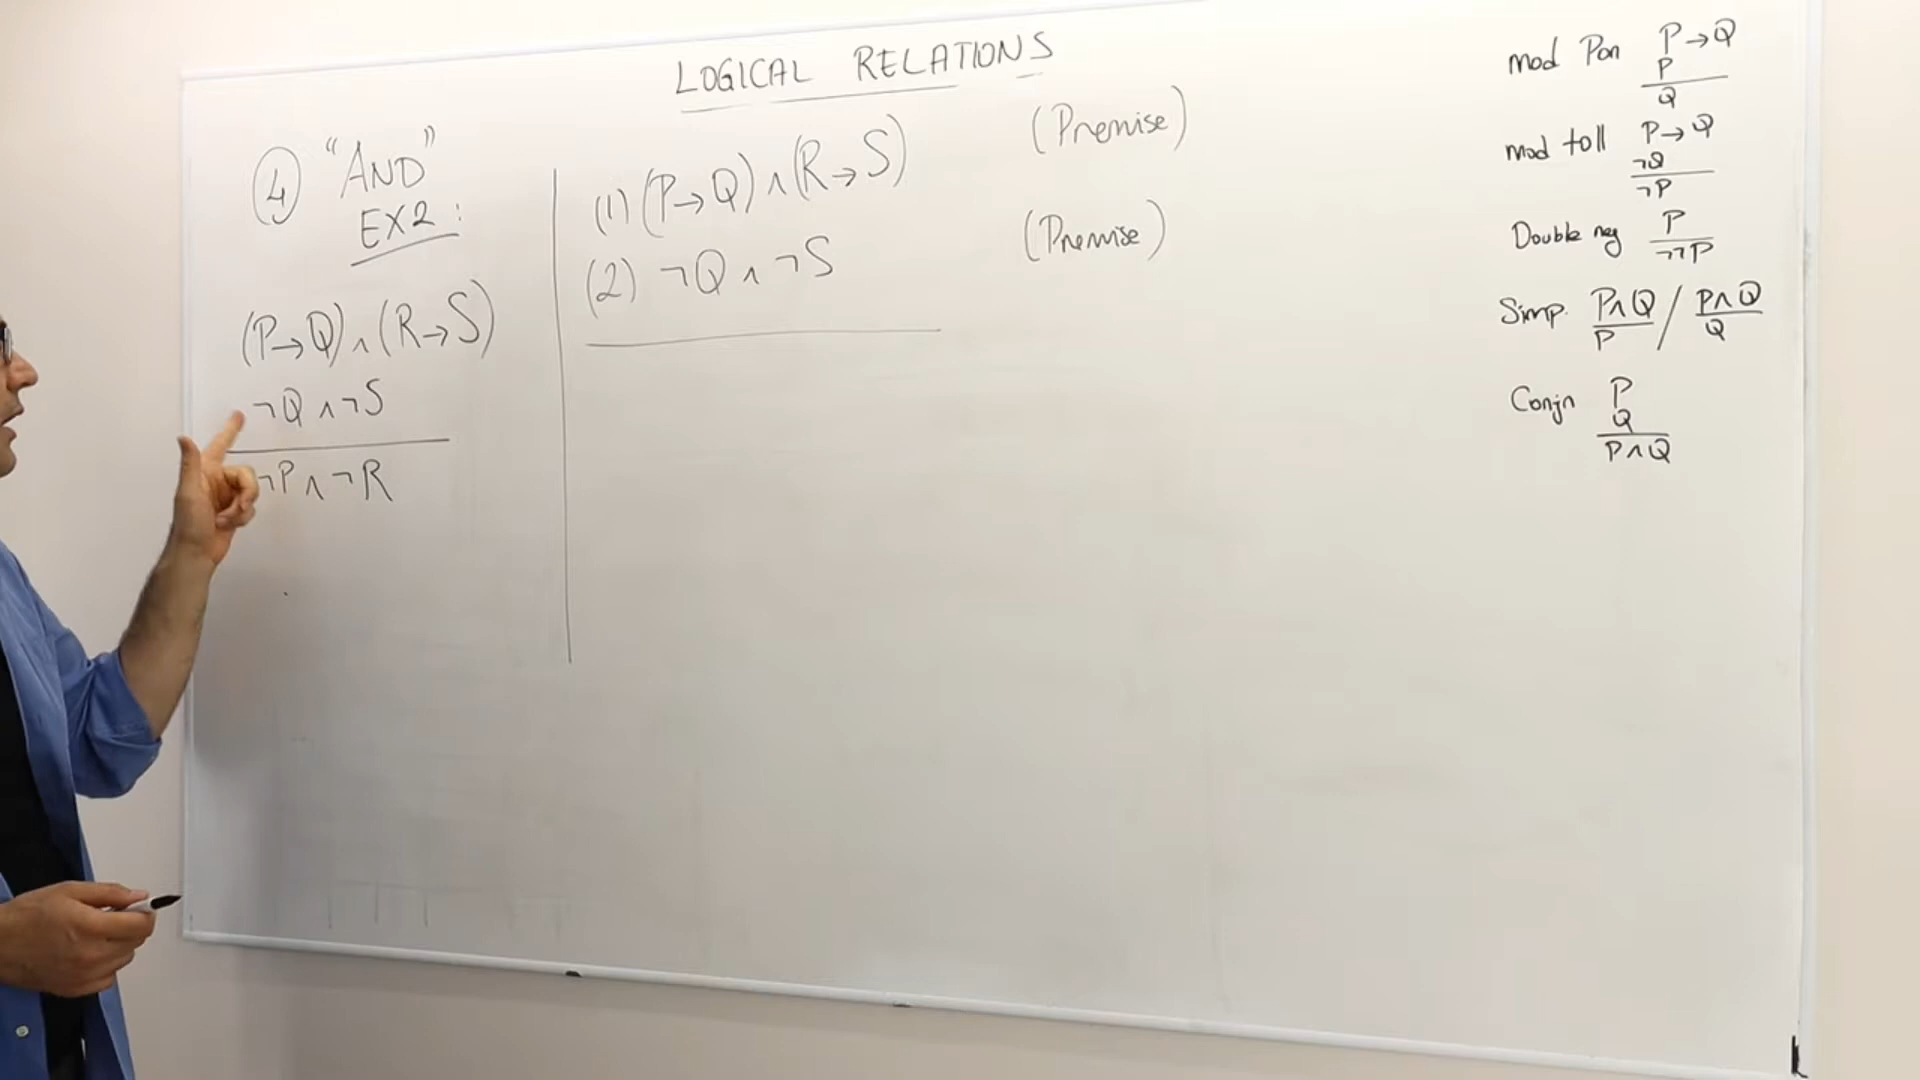 LOGICAL RELATIONS
④ "AND"
EX2:
(P→Q)∧(R→S)
¬Q∧¬S
¬P∧¬R
(1) (P→Q)∧(R→S) (Premise)
(2) ¬Q∧¬S (Premise)
mod Pon P→Q
P
Q
mod toll P→Q
¬Q
¬P
Double neg P
¬¬P
Simp. P∧Q / P∧Q
P Q
Conjn P
Q
P∧Q